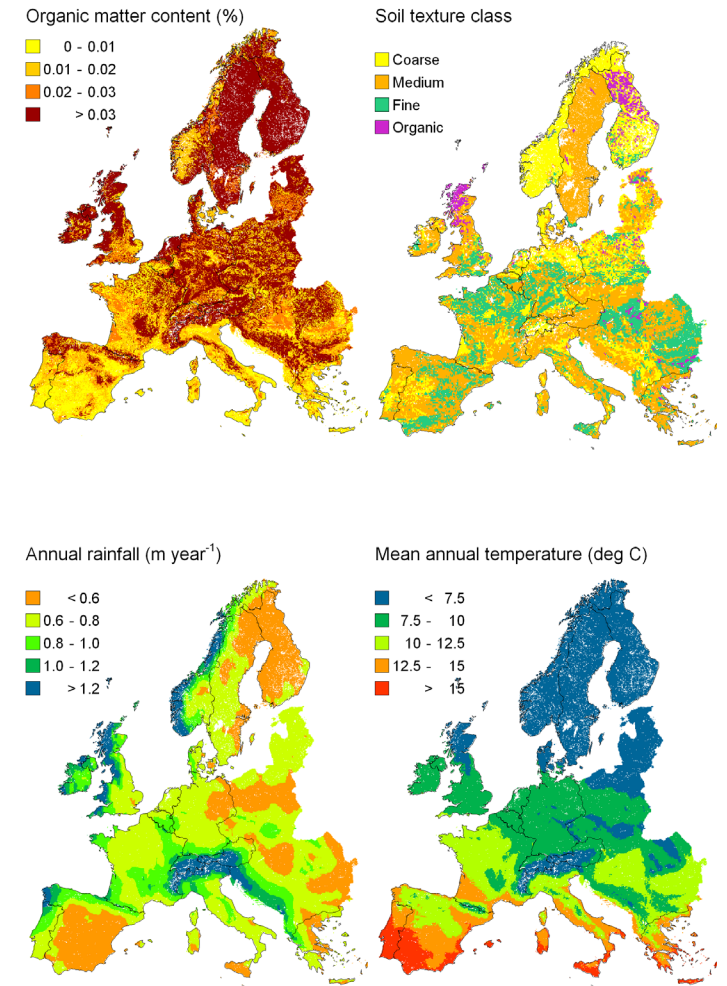 Organic matter content (%)
0 - 0.01
0.01 - 0.02
0.02 - 0.03
> 0.03
Soil texture class
Coarse
Medium
Fine
Organic
Annual rainfall (m year⁻¹)
< 0.6
0.6 - 0.8
0.8 - 1.0
1.0 - 1.2
> 1.2
Mean annual temperature (deg C)
< 7.5
7.5 - 10
10 - 12.5
12.5 - 15
> 15